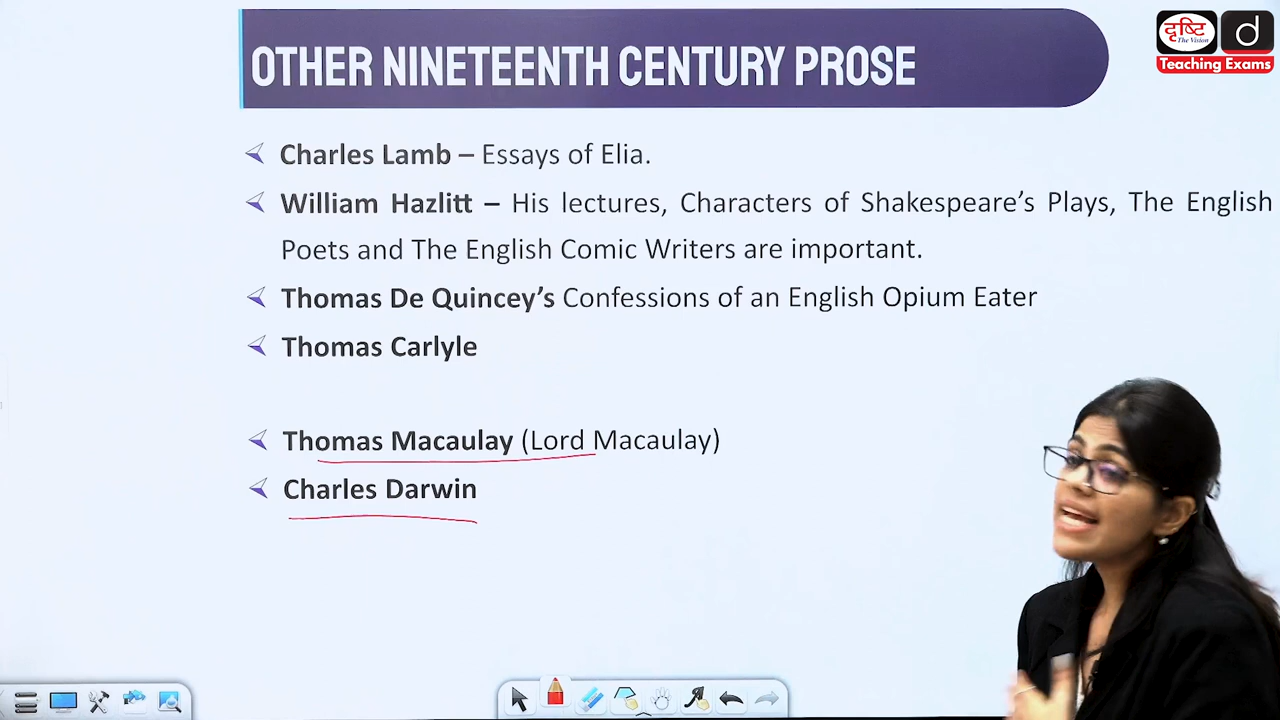 OTHER NINETEENTH CENTURY PROSE
दृष्टि
The Vision
d
Teaching Exams
Charles Lamb – Essays of Elia.
William Hazlitt – His lectures, Characters of Shakespeare’s Plays, The English
Poets and The English Comic Writers are important.
Thomas De Quincey’s Confessions of an English Opium Eater
Thomas Carlyle
Thomas Macaulay (Lord Macaulay)
Charles Darwin